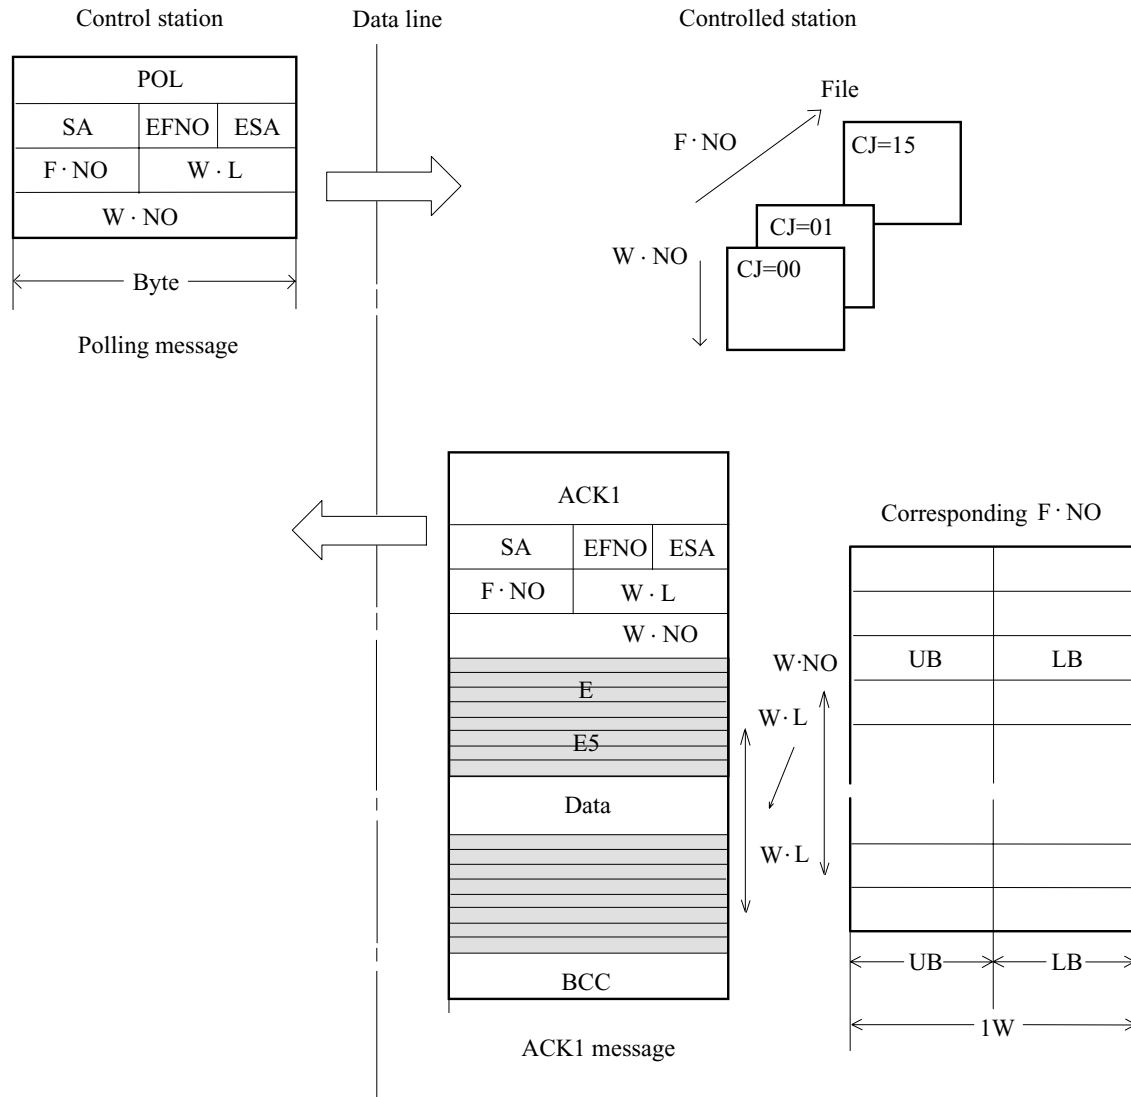 Control station
Data line
Controlled station
POL
SA EFNO ESA
F·NO W·L
W·NO
Byte
Polling message
File
F·NO
CJ=15
W·NO
CJ=01
CJ=00
ACK1
SA EFNO ESA
F·NO W·L
W·NO
E
E5
Data
BCC
ACK1 message
Corresponding F·NO
W·NO
UB LB
W·L
W·L
UB LB
1W